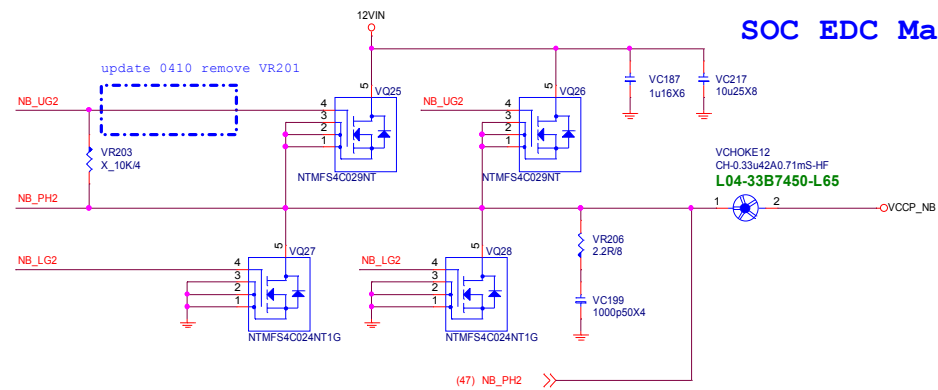 12VIN
SOC EDC Ma
update 0410 remove VR201
NB_UG2
VR203
X_10K/4
5
VQ25
4
3
2
1
NTMFS4C029NT
NB_UG2
5
VQ26
4
3
2
1
NTMFS4C029NT
VC187
1u16X6
VC217
10u25X8
VCHOKE12
CH-0.33u42A0.71mS-HF
L04-33B7450-L65
NB_PH2
1
2
VCCP_NB
NB_LG2
5
VQ27
4
3
2
1
NTMFS4C024NT1G
NB_LG2
5
VQ28
4
3
2
1
NTMFS4C024NT1G
VR206
2.2R/8
VC199
1000p50X4
(47) NB_PH2